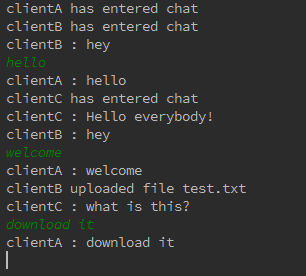 clientA has entered chat
clientB has entered chat
clientB : hey
hello
clientA : hello
clientC has entered chat
clientC : Hello everybody!
clientB : hey
welcome
clientA : welcome
clientB uploaded file test.txt
clientC : what is this?
download it
clientA : download it